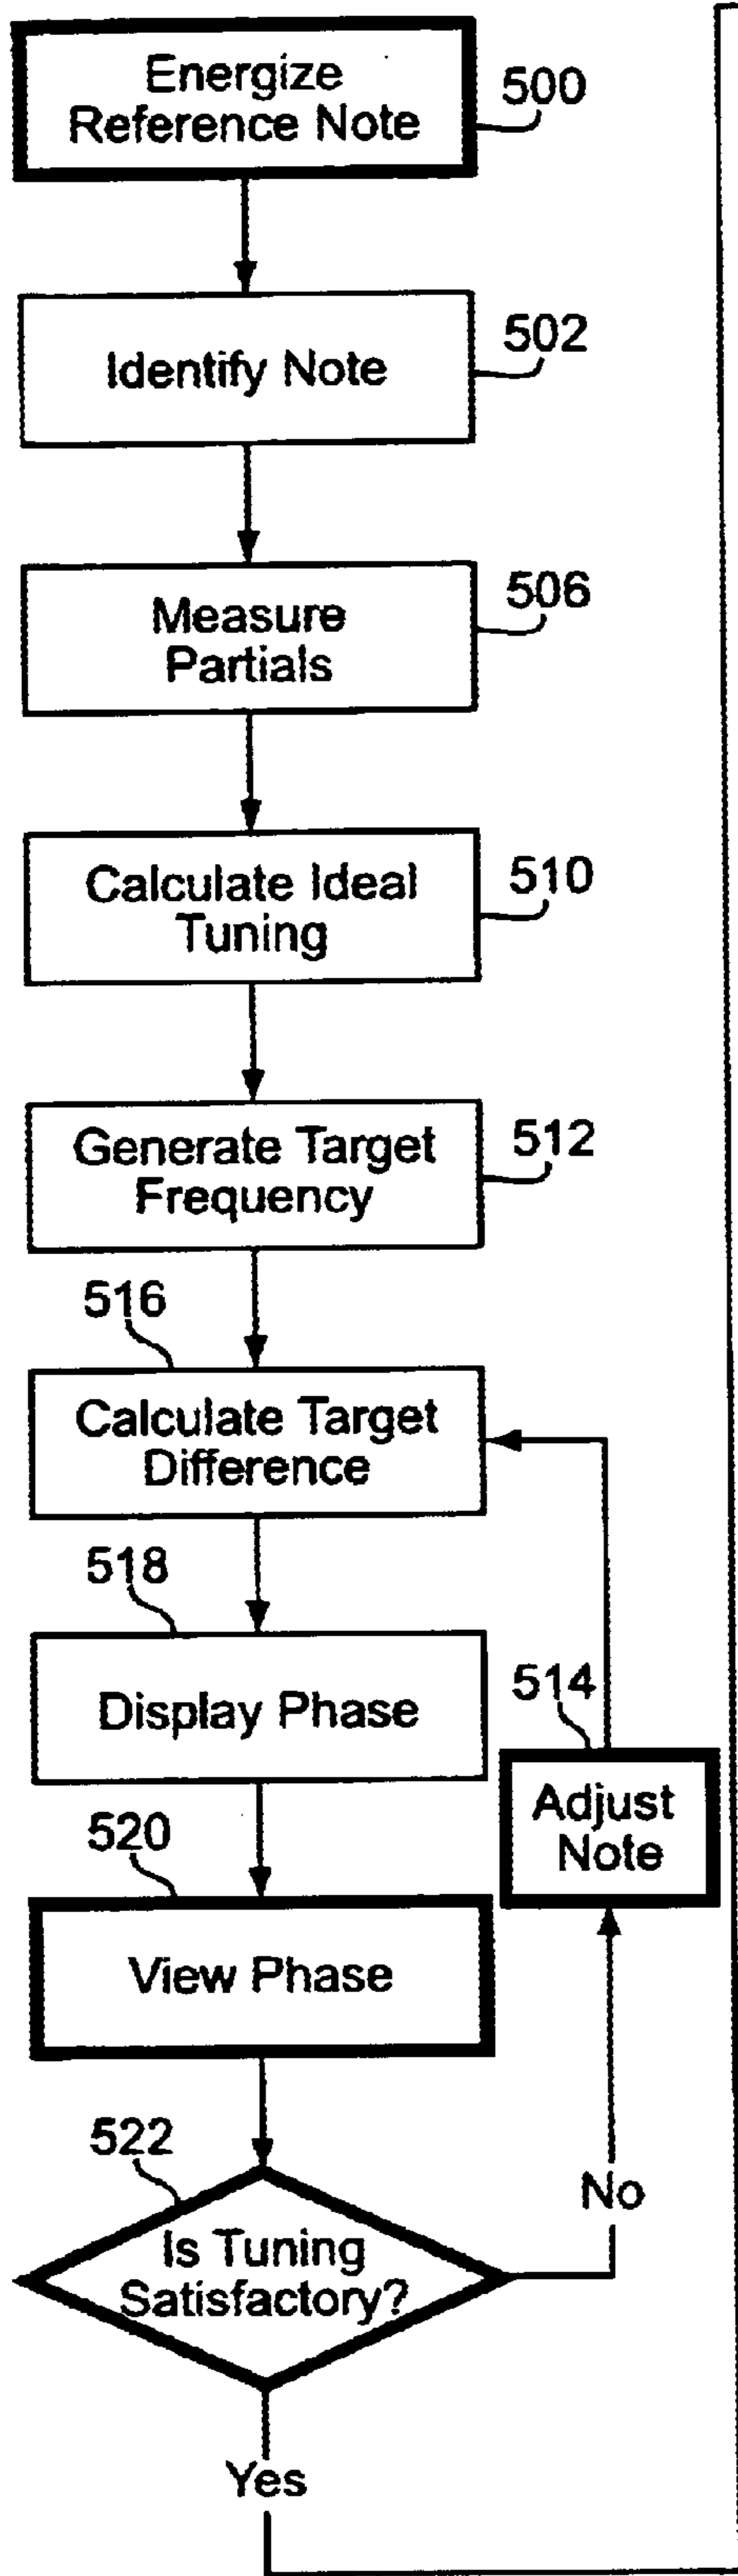 Energize
Reference Note
500
Identify Note
502
Measure
Partials
506
Calculate Ideal
Tuning
510
Generate Target
Frequency
512
516
Calculate Target
Difference
518
Display Phase
514
Adjust
Note
520
View Phase
522
Is Tuning
Satisfactory?
No
Yes